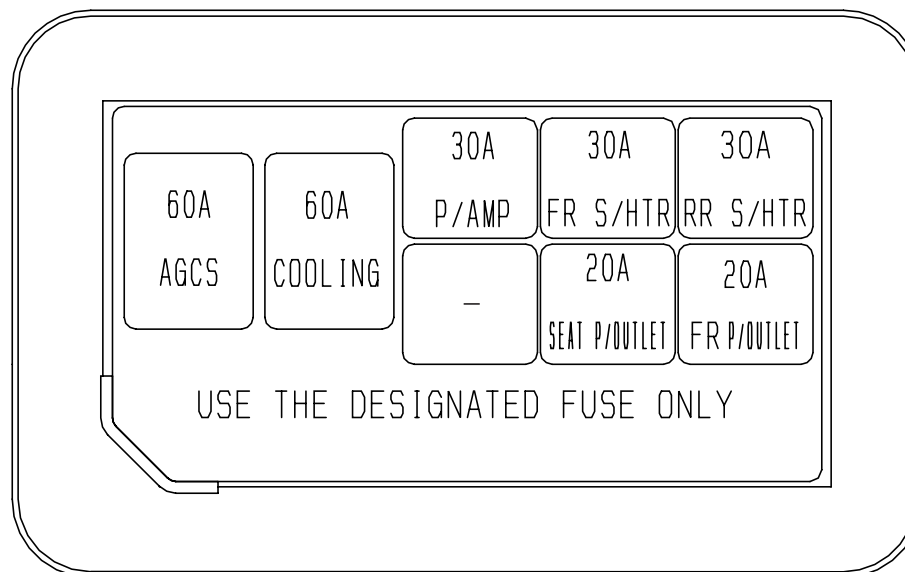 30A
P/AMP
30A
FR S/HTR
30A
RR S/HTR
60A
AGCS
60A
COOLING
-
20A
SEAT P/OUTLET
20A
FR P/OUTLET
USE THE DESIGNATED FUSE ONLY